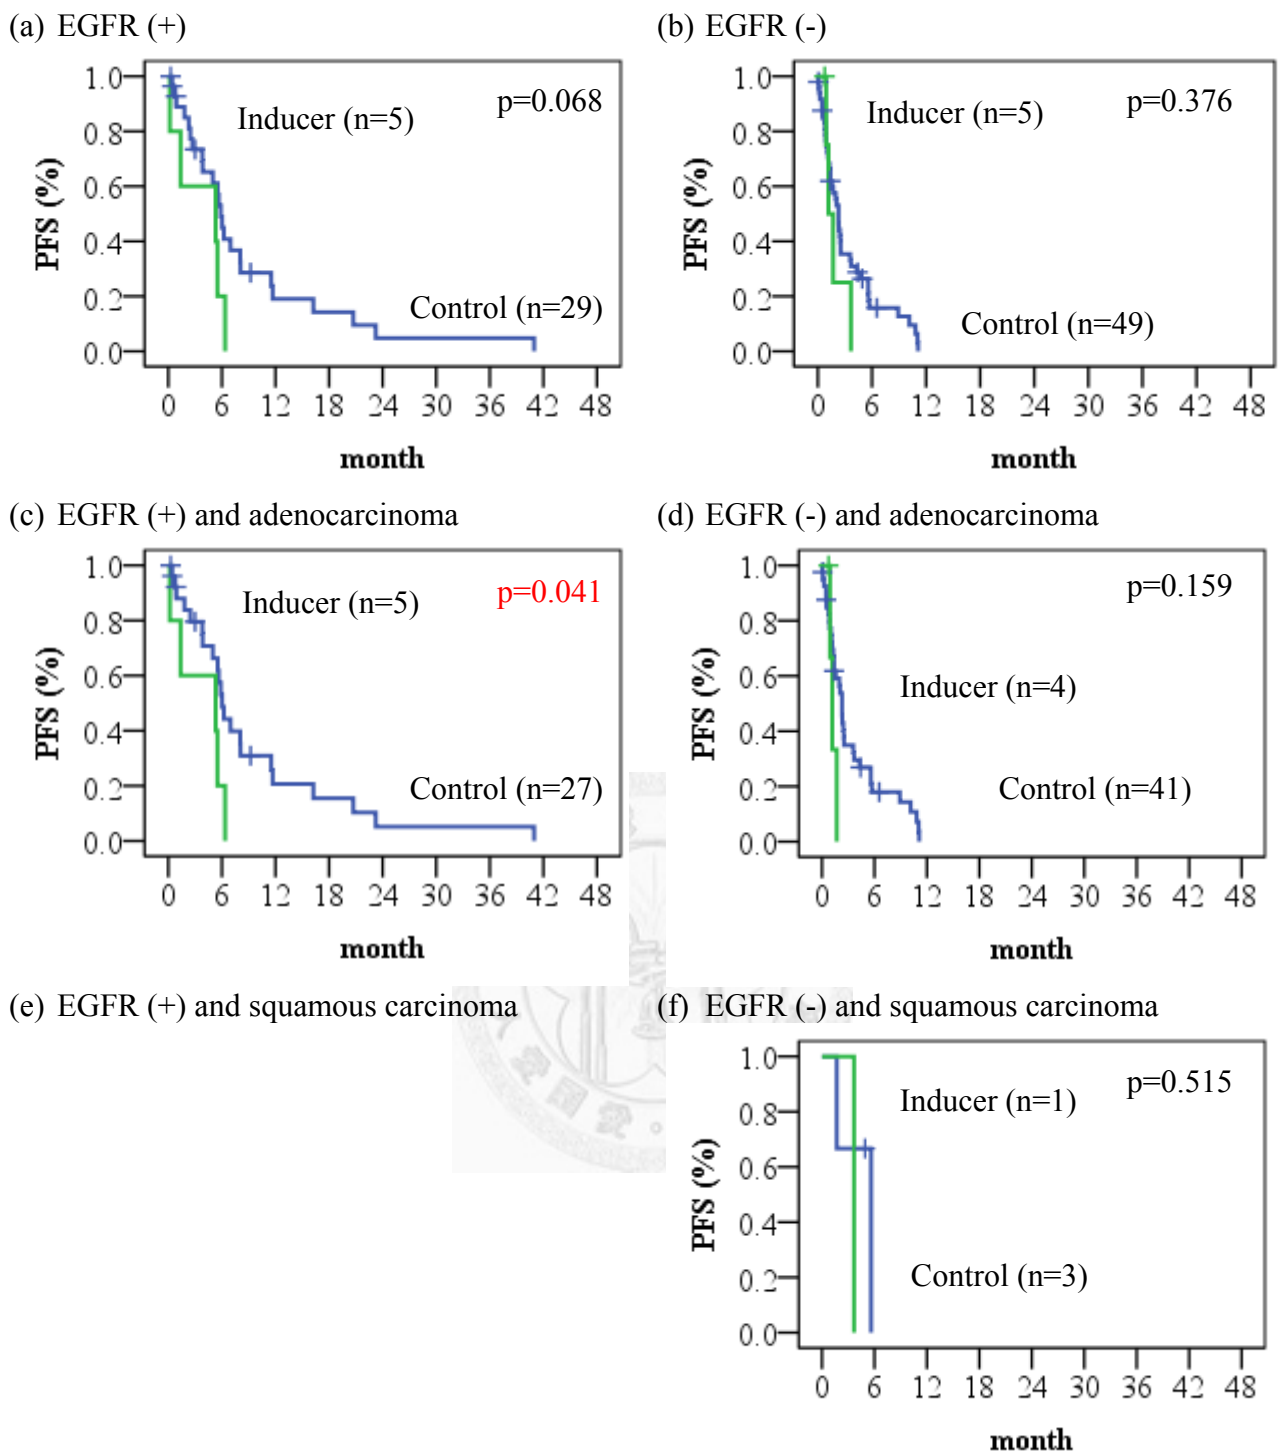 (a) EGFR (+)
(b) EGFR (-)
1.0
0.8
0.6
0.4
0.2
0.0
PFS (%)
Inducer (n=5)
p=0.068
Control (n=29)
0 6 12 18 24 30 36 42 48
month
1.0
0.8
0.6
0.4
0.2
0.0
PFS (%)
Inducer (n=5)
p=0.376
Control (n=49)
0 6 12 18 24 30 36 42 48
month
(c) EGFR (+) and adenocarcinoma
(d) EGFR (-) and adenocarcinoma
1.0
0.8
0.6
0.4
0.2
0.0
PFS (%)
Inducer (n=5)
p=0.041
Control (n=27)
0 6 12 18 24 30 36 42 48
month
1.0
0.8
0.6
0.4
0.2
0.0
PFS (%)
p=0.159
Inducer (n=4)
Control (n=41)
0 6 12 18 24 30 36 42 48
month
(e) EGFR (+) and squamous carcinoma
(f) EGFR (-) and squamous carcinoma
1.0
0.8
0.6
0.4
0.2
0.0
PFS (%)
Inducer (n=1)
p=0.515
Control (n=3)
0 6 12 18 24 30 36 42 48
month
愛國愛